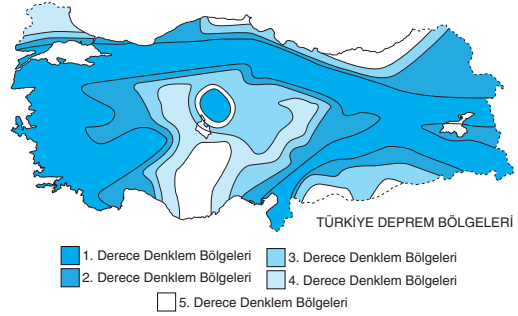 TÜRKİYE DEPREM BÖLGELERİ
1. Derece Denklem Bölgeleri
3. Derece Denklem Bölgeleri
2. Derece Denklem Bölgeleri
4. Derece Denklem Bölgeleri
5. Derece Denklem Bölgeleri